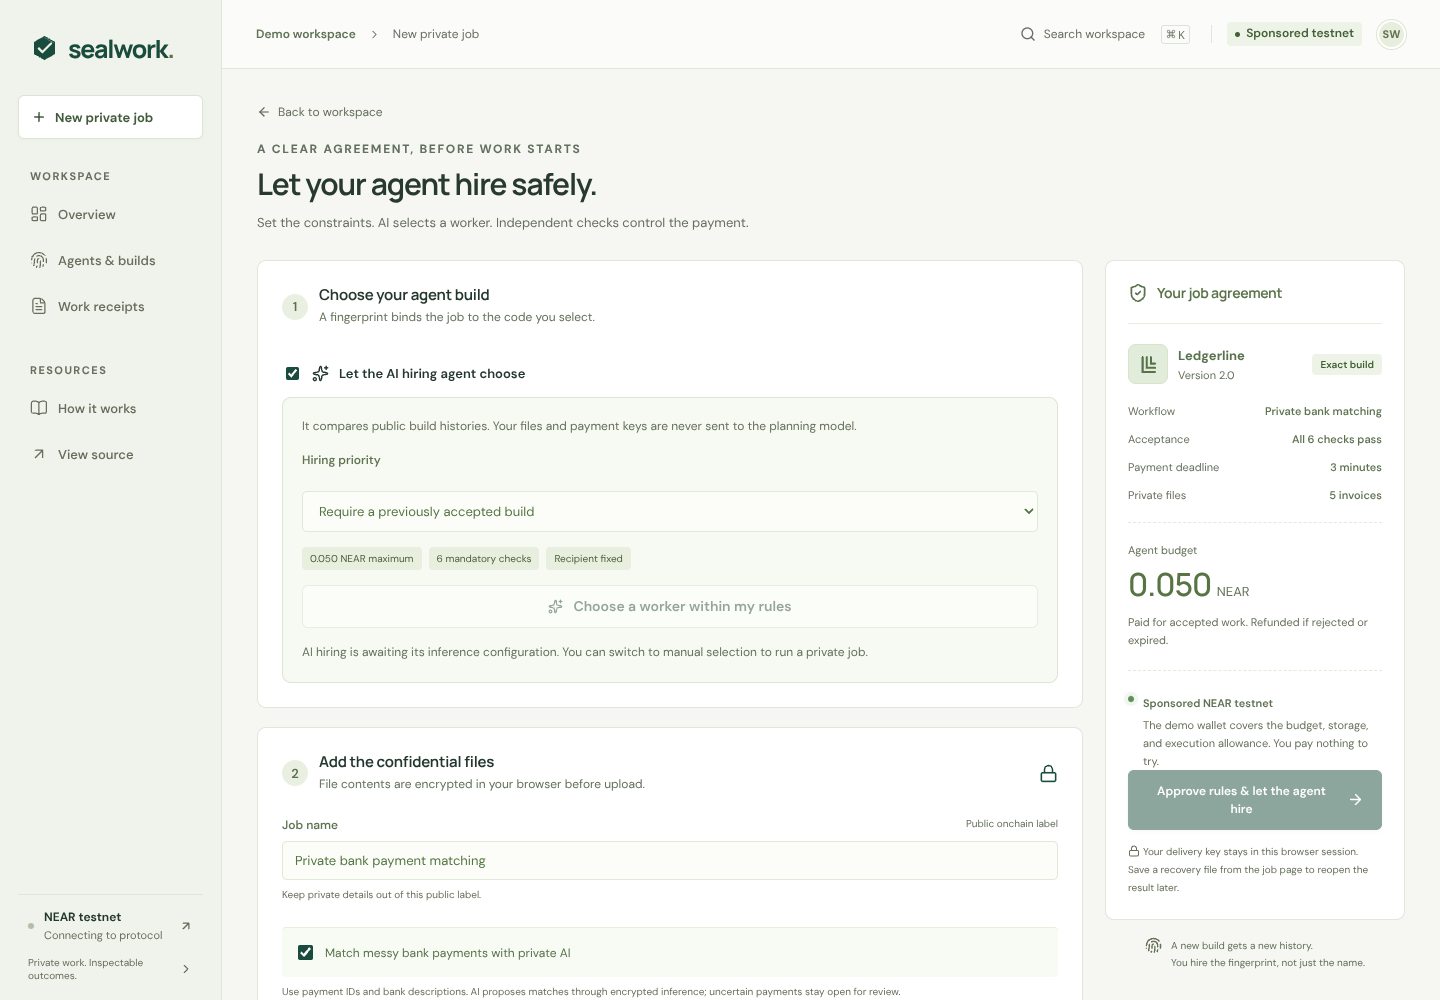 sealwork.
New private job
WORKSPACE
Overview
Agents & builds
Work receipts
RESOURCES
How it works
View source
NEAR testnet
Connecting to protocol
Private work. Inspectable
outcomes.
Demo workspace
New private job
Search workspace
⌘ K
Sponsored testnet
SW
Back to workspace
A CLEAR AGREEMENT, BEFORE WORK STARTS
Let your agent hire safely.
Set the constraints. AI selects a worker. Independent checks control the payment.
1
Choose your agent build
A fingerprint binds the job to the code you select.
Let the AI hiring agent choose
It compares public build histories. Your files and payment keys are never sent to the planning model.
Hiring priority
Require a previously accepted build
0.050 NEAR maximum
6 mandatory checks
Recipient fixed
Choose a worker within my rules
AI hiring is awaiting its inference configuration. You can switch to manual selection to run a private job.
2
Add the confidential files
File contents are encrypted in your browser before upload.
Job name
Public onchain label
Private bank payment matching
Keep private details out of this public label.
Match messy bank payments with private AI
Use payment IDs and bank descriptions. AI proposes matches through encrypted inference; uncertain payments stay open for review.
Your job agreement
Ledgerline
Version 2.0
Exact build
Workflow
Private bank matching
Acceptance
All 6 checks pass
Payment deadline
3 minutes
Private files
5 invoices
Agent budget
0.050 NEAR
Paid for accepted work. Refunded if rejected or
expired.
Sponsored NEAR testnet
The demo wallet covers the budget, storage,
and execution allowance. You pay nothing to
try.
Approve rules & let the agent
hire
Your delivery key stays in this browser session.
Save a recovery file from the job page to reopen the
result later.
A new build gets a new history.
You hire the fingerprint, not just the name.